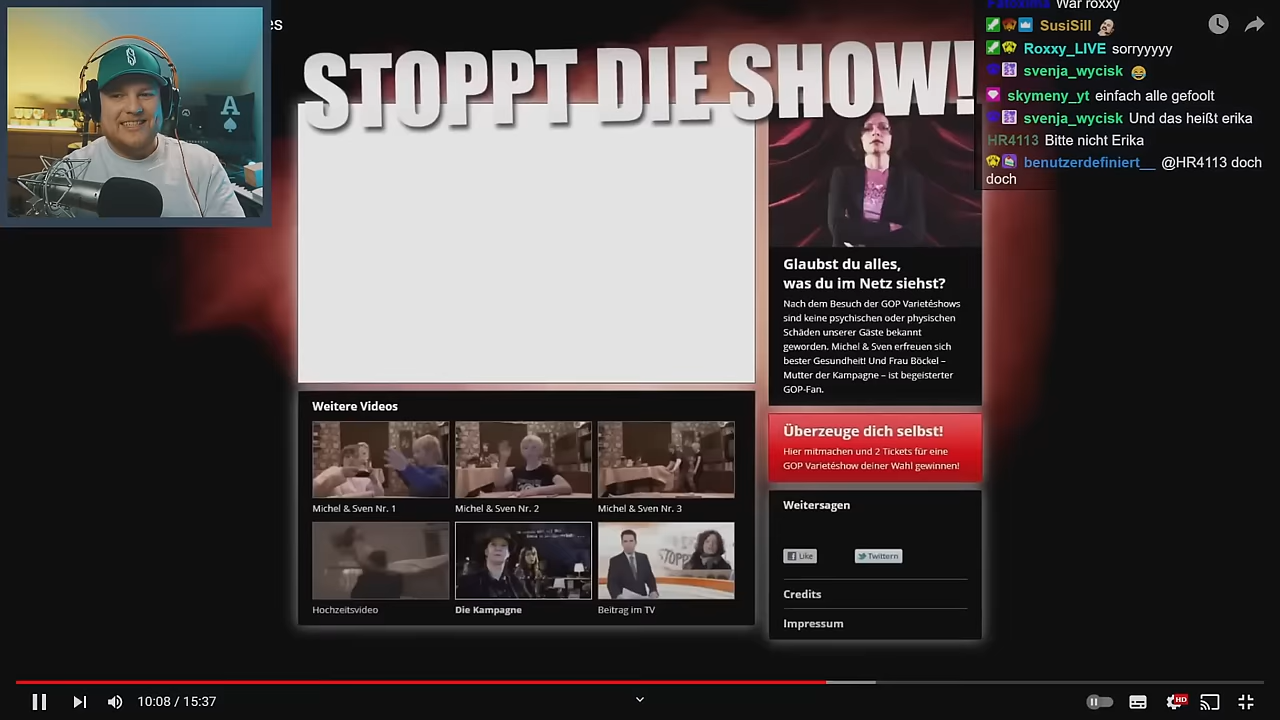 es
STOPPT DIE SHOW!
War roxxy
SusiSill
Roxxy_LIVE sorryyyyy
svenja_wycisk
skymeny_yt einfach alle gefoolt
svenja_wycisk Und das heißt erika
HR4113 Bitte nicht Erika
benutzerdefiniert__ @HR4113 doch
doch
A
Glaubst du alles,
was du im Netz siehst?
Nach dem Besuch der GOP Varietéshows
sind keine psychischen oder physischen
Schäden unserer Gäste bekannt
geworden. Michel & Sven erfreuen sich
bester Gesundheit! Und Frau Böckel –
Mutter der Kampagne – ist begeisterter
GOP-Fan.
Weitere Videos
Michel & Sven Nr. 1
Michel & Sven Nr. 2
Michel & Sven Nr. 3
STOPPT
Hochzeitsvideo
Die Kampagne
Beitrag im TV
Überzeuge dich selbst!
Hier mitmachen und 2 Tickets für eine
GOP Varietéshow deiner Wahl gewinnen!
Weitersagen
Like
Twittern
Credits
Impressum
10:08 / 15:37
HD